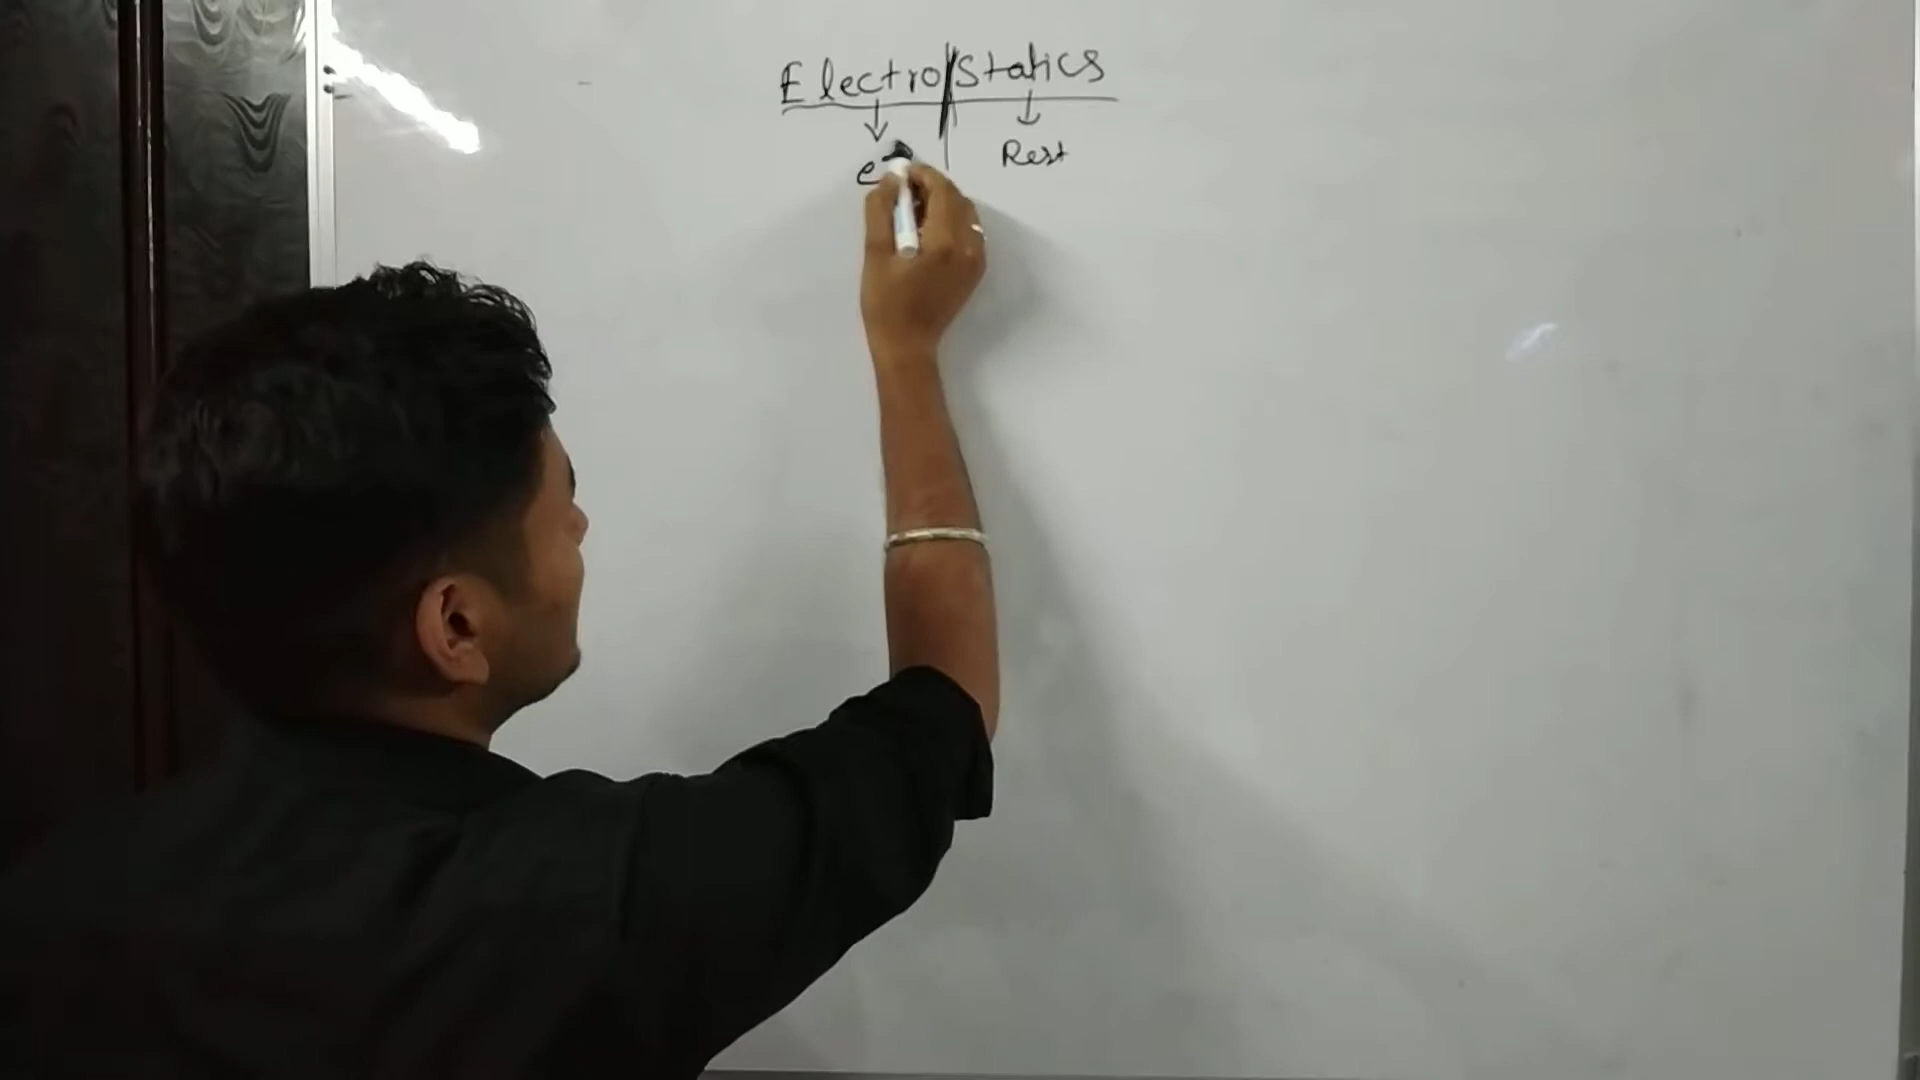 Electro|Statics
↓ ↓
e⁻ Rest